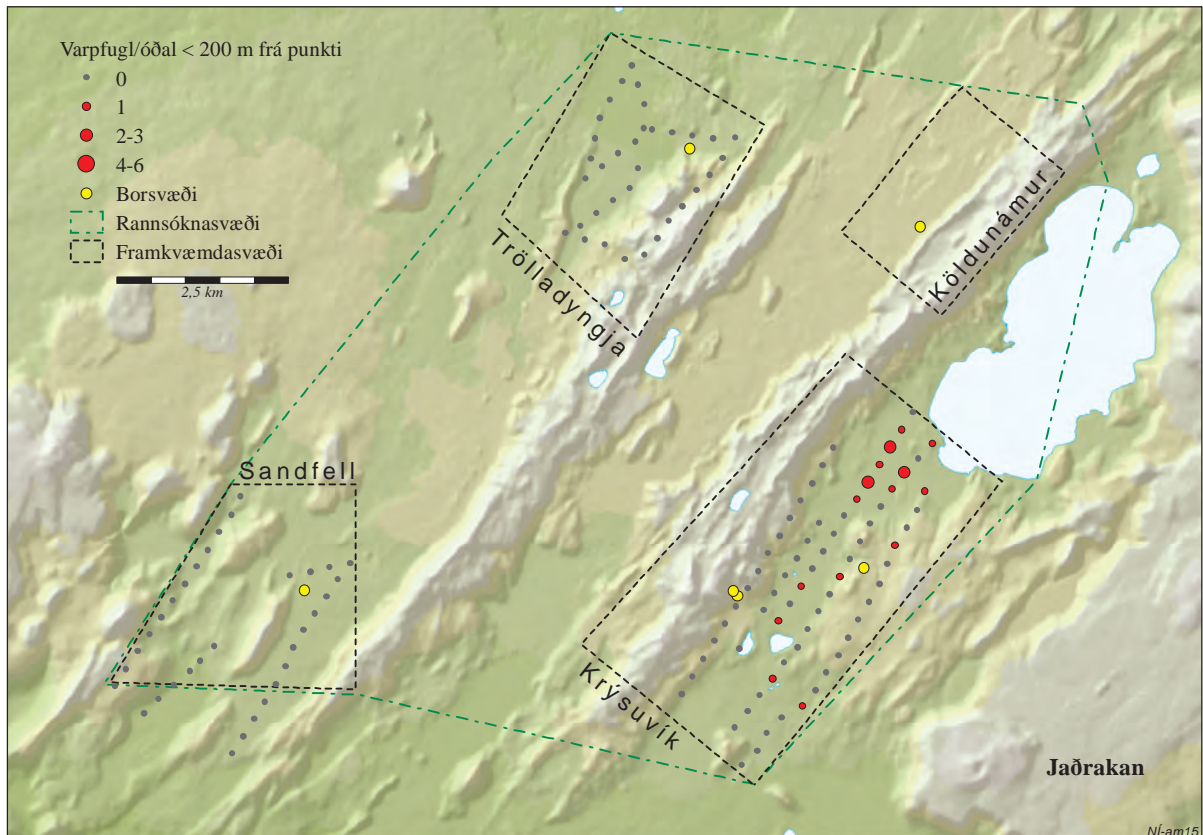 Varpfugl/óðal < 200 m frá punkti
0
1
2-3
4-6
Borsvæði
Rannsóknasvæði
Framkvæmdasvæði
2,5 km
Trölladyngja
Köldunámur
Sandfell
Krýsuvík
Jaðrakan
NÍ-am15